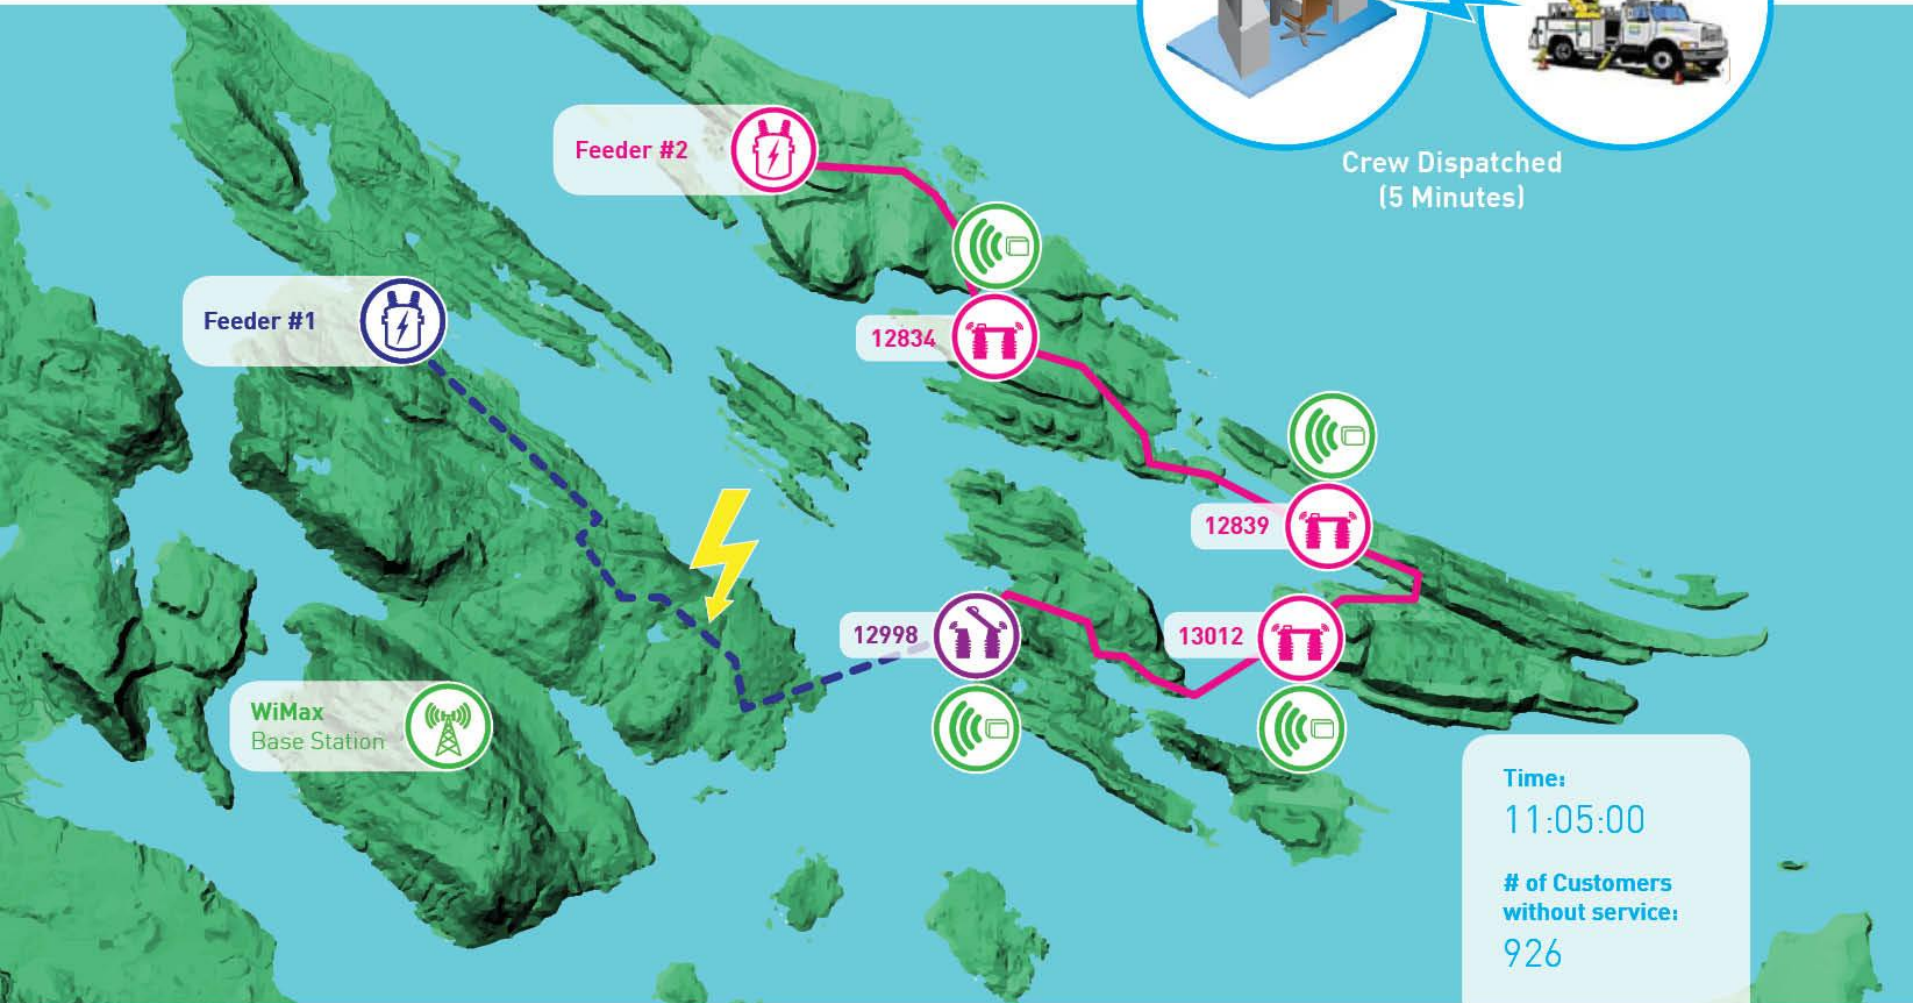 Crew Dispatched
(5 Minutes)
Feeder #2
Feeder #1
12834
12839
12998
13012
WiMax
Base Station
Time:
11:05:00
# of Customers
without service:
926